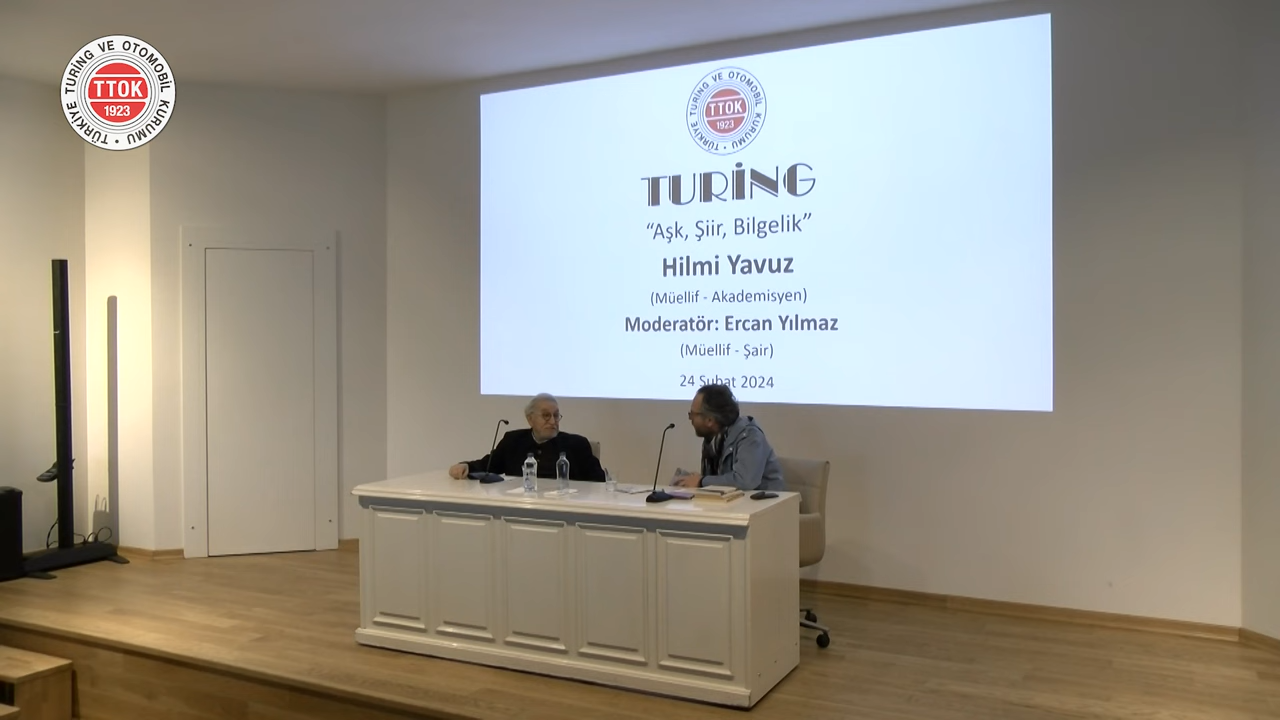 TÜRKİYE TURİNG VE OTOMOBİL KURUMU
TTOK
1923
TÜRKİYE TURİNG VE OTOMOBİL KURUMU
TTOK
1923
TURİNG
“Aşk, Şiir, Bilgelik”
Hilmi Yavuz
(Müellif - Akademisyen)
Moderatör: Ercan Yılmaz
(Müellif - Şair)
24 Şubat 2024